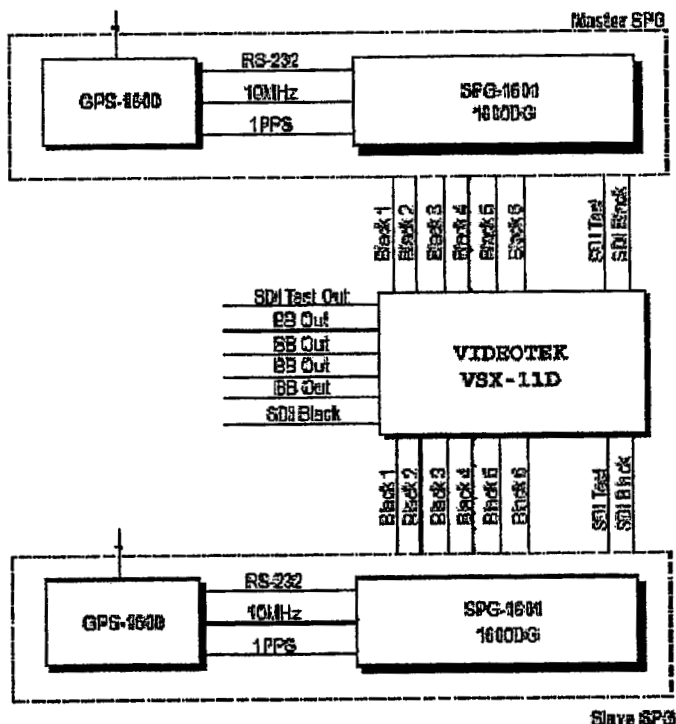 Master SPG
GPS-1600
RS-232
10MHz
1PPS
SPG-1601
1600DG
Black 1
Black 2
Black 3
Black 4
Black 5
Black 6
SDI Test
SDI Black
SDI Test Out
BB Out
BB Out
BB Out
BB Out
SDI Black
VIDEOTEK
VSX-11D
Black 1
Black 2
Black 3
Black 4
Black 5
Black 6
SDI Test
SDI Black
GPS-1600
RS-232
10MHz
1PPS
SPG-1601
1600DG
Slave SPG